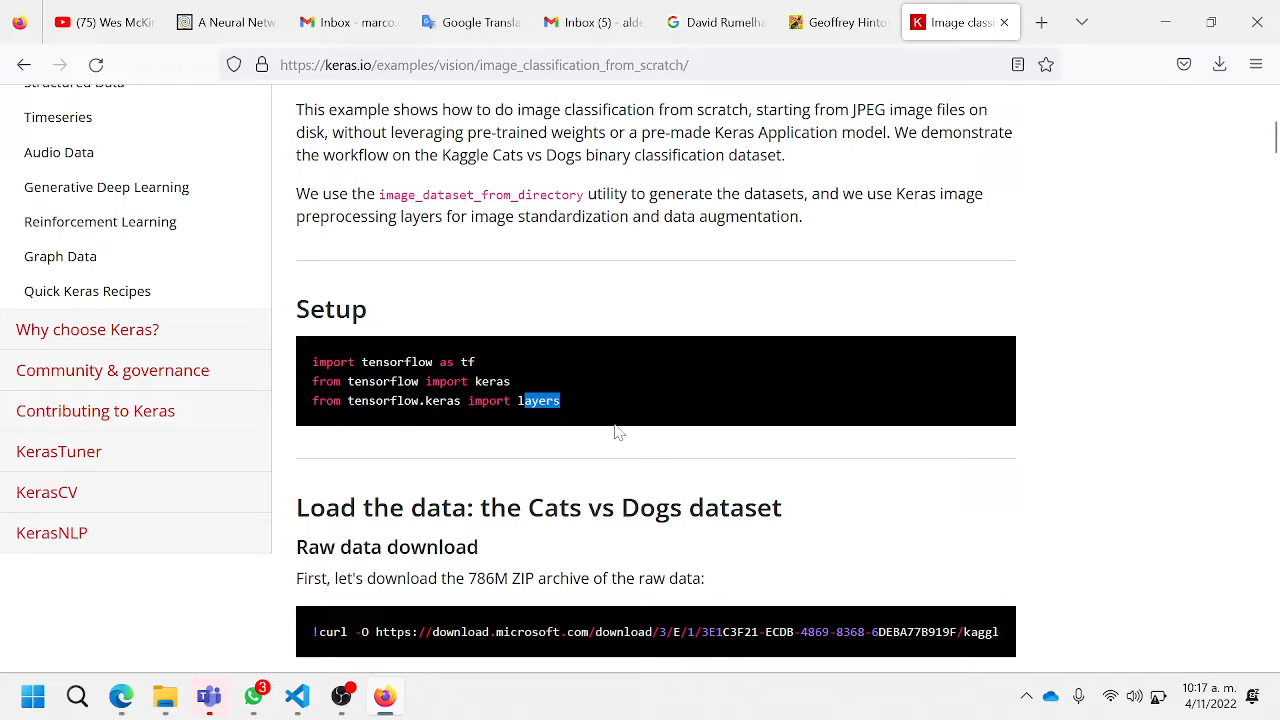 (75) Wes McKi
A Neural Netw
Inbox - marco.
Google Transla
Inbox (5) - alde
David Rumelha
Geoffrey Hinto
Image classi
https://keras.io/examples/vision/image_classification_from_scratch/
Structured Data
Timeseries
Audio Data
Generative Deep Learning
Reinforcement Learning
Graph Data
Quick Keras Recipes
Why choose Keras?
Community & governance
Contributing to Keras
KerasTuner
KerasCV
KerasNLP
This example shows how to do image classification from scratch, starting from JPEG image files on
disk, without leveraging pre-trained weights or a pre-made Keras Application model. We demonstrate
the workflow on the Kaggle Cats vs Dogs binary classification dataset.
We use the image_dataset_from_directory utility to generate the datasets, and we use Keras image
preprocessing layers for image standardization and data augmentation.
Setup
import tensorflow as tf
from tensorflow import keras
from tensorflow.keras import layers
Load the data: the Cats vs Dogs dataset
Raw data download
First, let's download the 786M ZIP archive of the raw data:
!curl -O https://download.microsoft.com/download/3/E/1/3E1C3F21-ECDB-4869-8368-6DEBA77B919F/kaggl
3
10:17 a. m.
4/11/2022